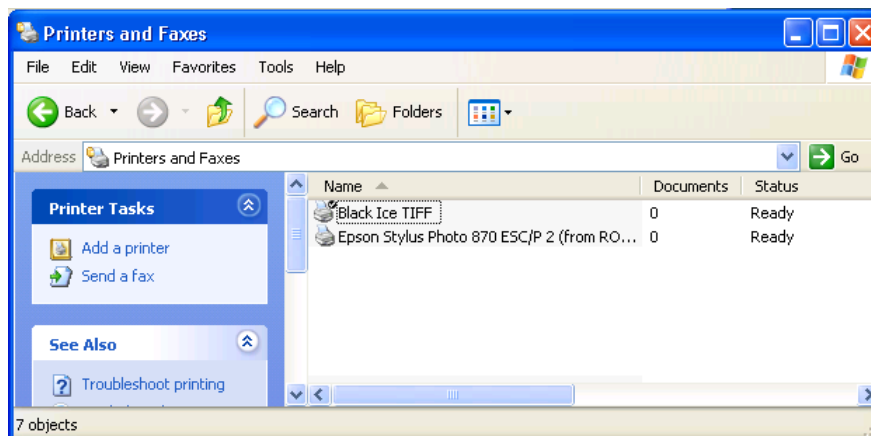 Printers and Faxes
File Edit View Favorites Tools Help
Back Search Folders
Address Printers and Faxes Go
Name Documents Status
Printer Tasks
Black Ice TIFF 0 Ready
Epson Stylus Photo 870 ESC/P 2 (from RO... 0 Ready
Add a printer
Send a fax
See Also
Troubleshoot printing
7 objects